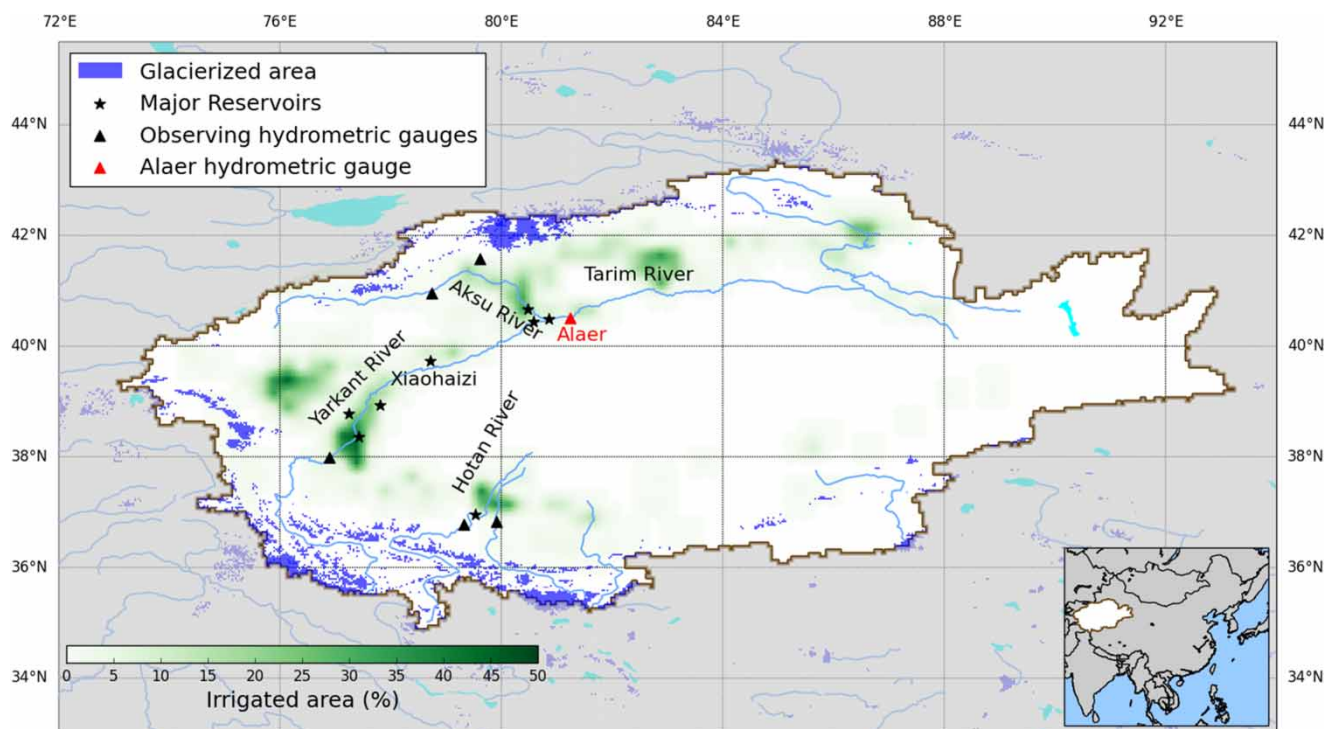 72°E 76°E 80°E 84°E 88°E 92°E
Glacierized area
Major Reservoirs
Observing hydrometric gauges
Alaer hydrometric gauge
44°N 44°N
42°N 42°N
Tarim River
Aksu River
Alaer
40°N 40°N
Yarkant River
Xiaohaizi
Hotan River
38°N 38°N
36°N 36°N
0 5 10 15 20 25 30 35 40 45 50
Irrigated area (%)
34°N 34°N